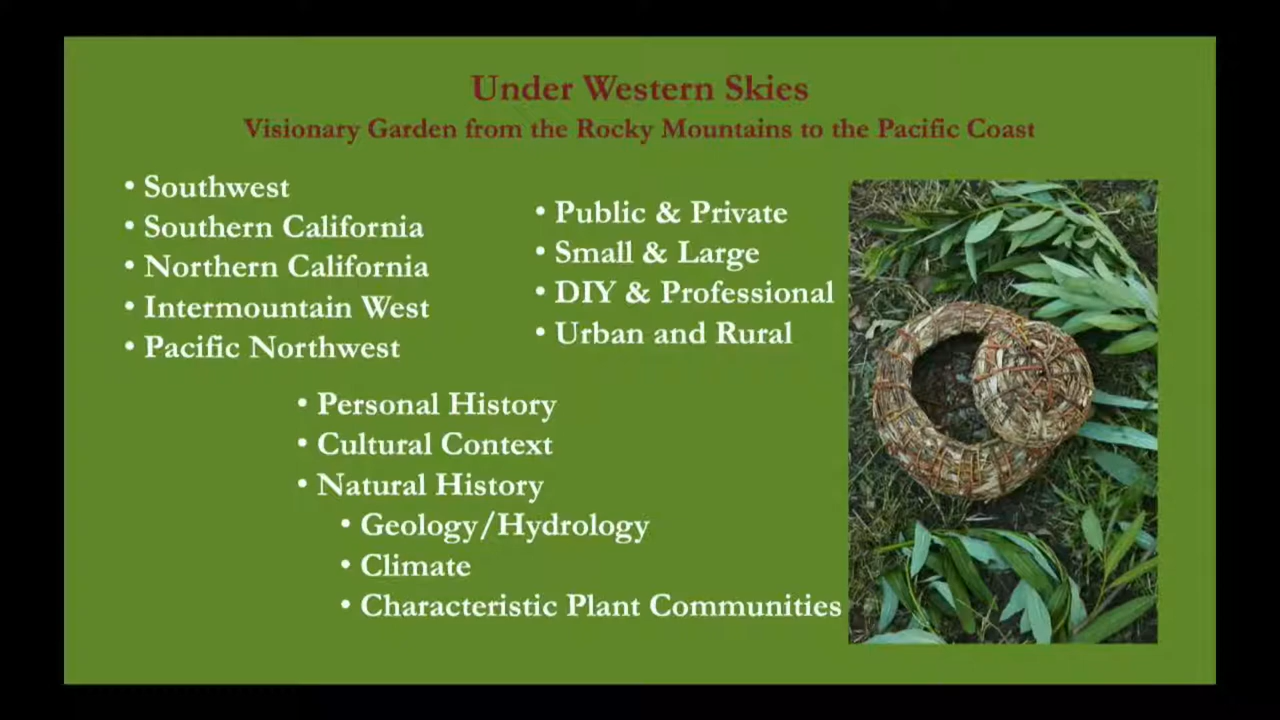 Under Western Skies
Visionary Garden from the Rocky Mountains to the Pacific Coast
• Southwest
• Southern California
• Northern California
• Intermountain West
• Pacific Northwest
• Public & Private
• Small & Large
• DIY & Professional
• Urban and Rural
• Personal History
• Cultural Context
• Natural History
• Geology/Hydrology
• Climate
• Characteristic Plant Communities